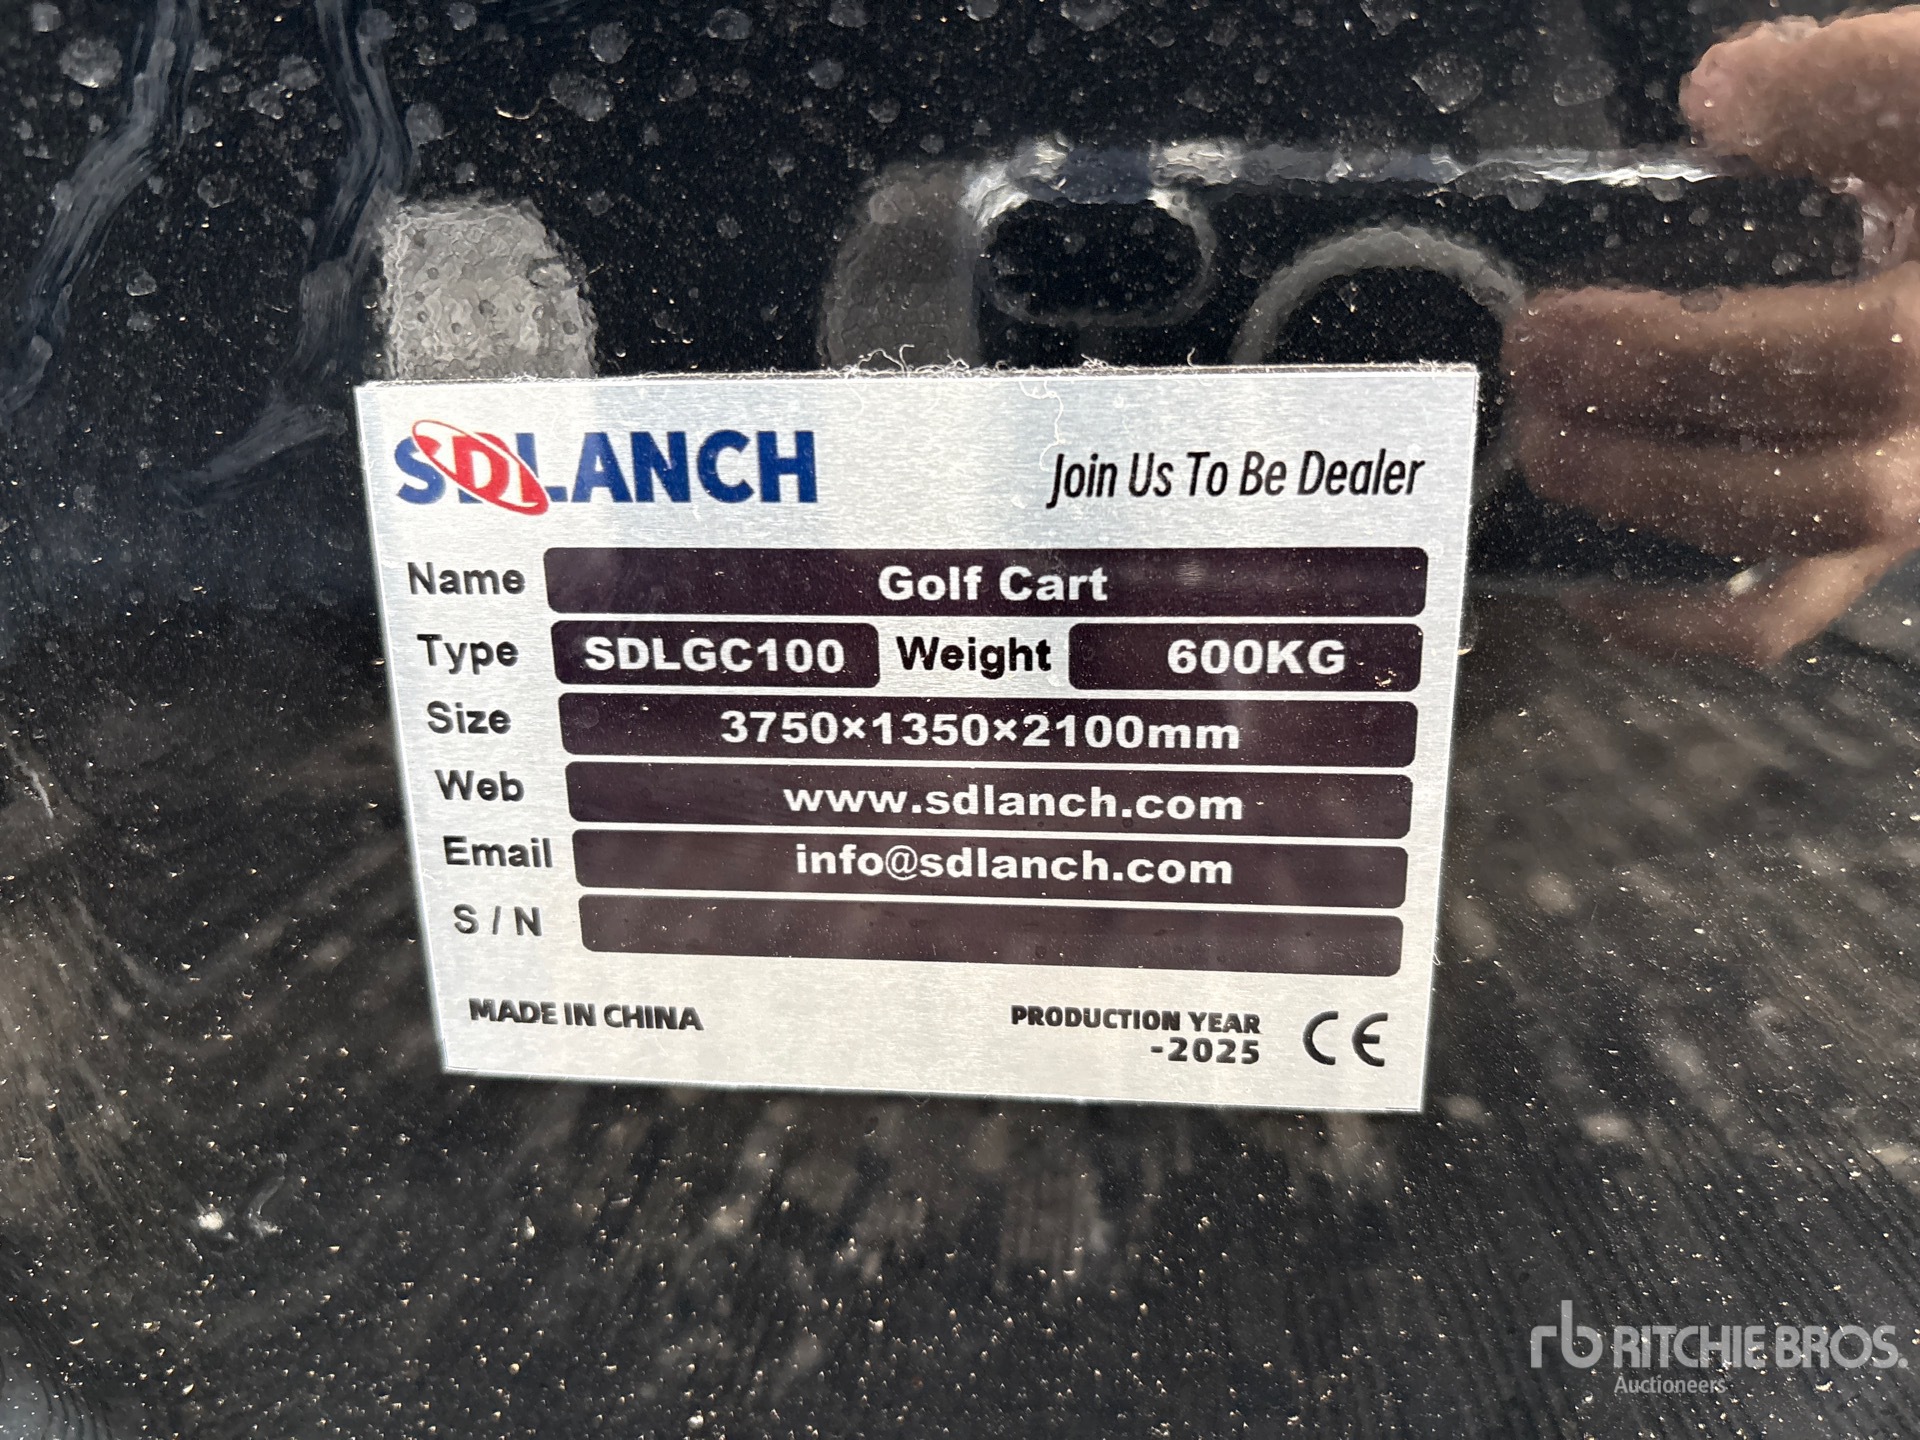 SDLANCH
Join Us To Be Dealer
Name Golf Cart
Type SDLGC100 Weight 600KG
Size 3750×1350×2100mm
Web www.sdlanch.com
Email info@sdlanch.com
S / N
MADE IN CHINA
PRODUCTION YEAR
-2025
CE
rb RITCHIE BROS.
Auctioneers